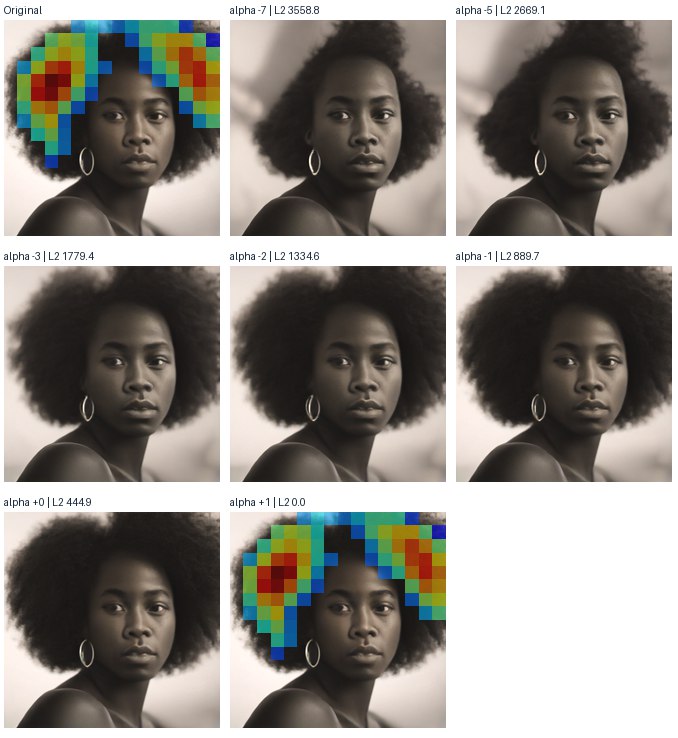 Original
alpha -7 | L2 3558.8
alpha -5 | L2 2669.1
alpha -3 | L2 1779.4
alpha -2 | L2 1334.6
alpha -1 | L2 889.7
alpha +0 | L2 444.9
alpha +1 | L2 0.0